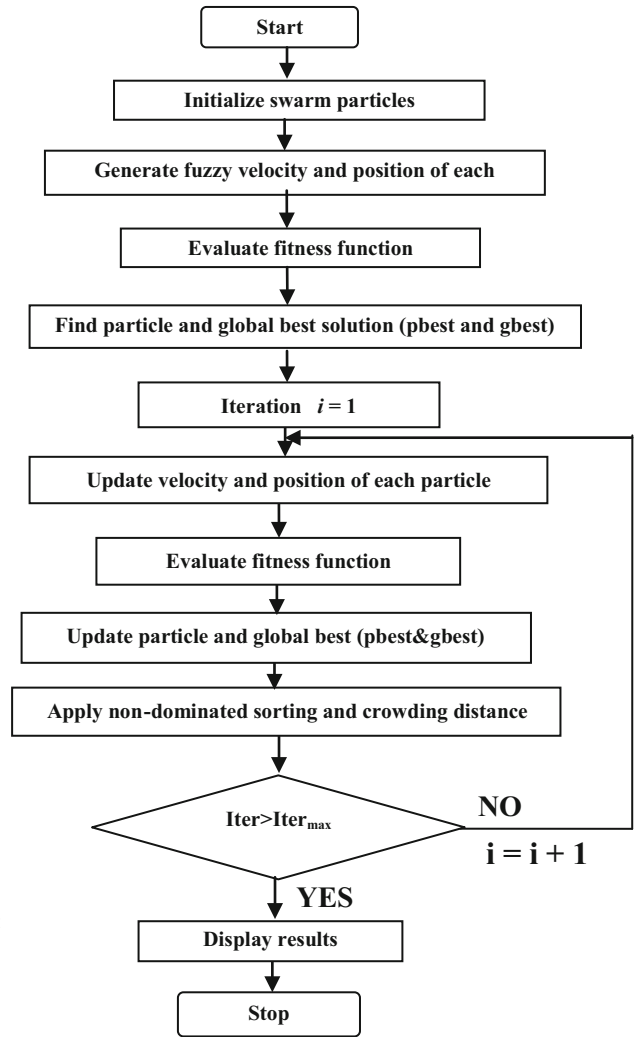 Start
Initialize swarm particles
Generate fuzzy velocity and position of each
Evaluate fitness function
Find particle and global best solution (pbest and gbest)
Iteration i = 1
Update velocity and position of each particle
Evaluate fitness function
Update particle and global best (pbest&gbest)
Apply non-dominated sorting and crowding distance
Iter>Itermax
NO
i = i + 1
YES
Display results
Stop